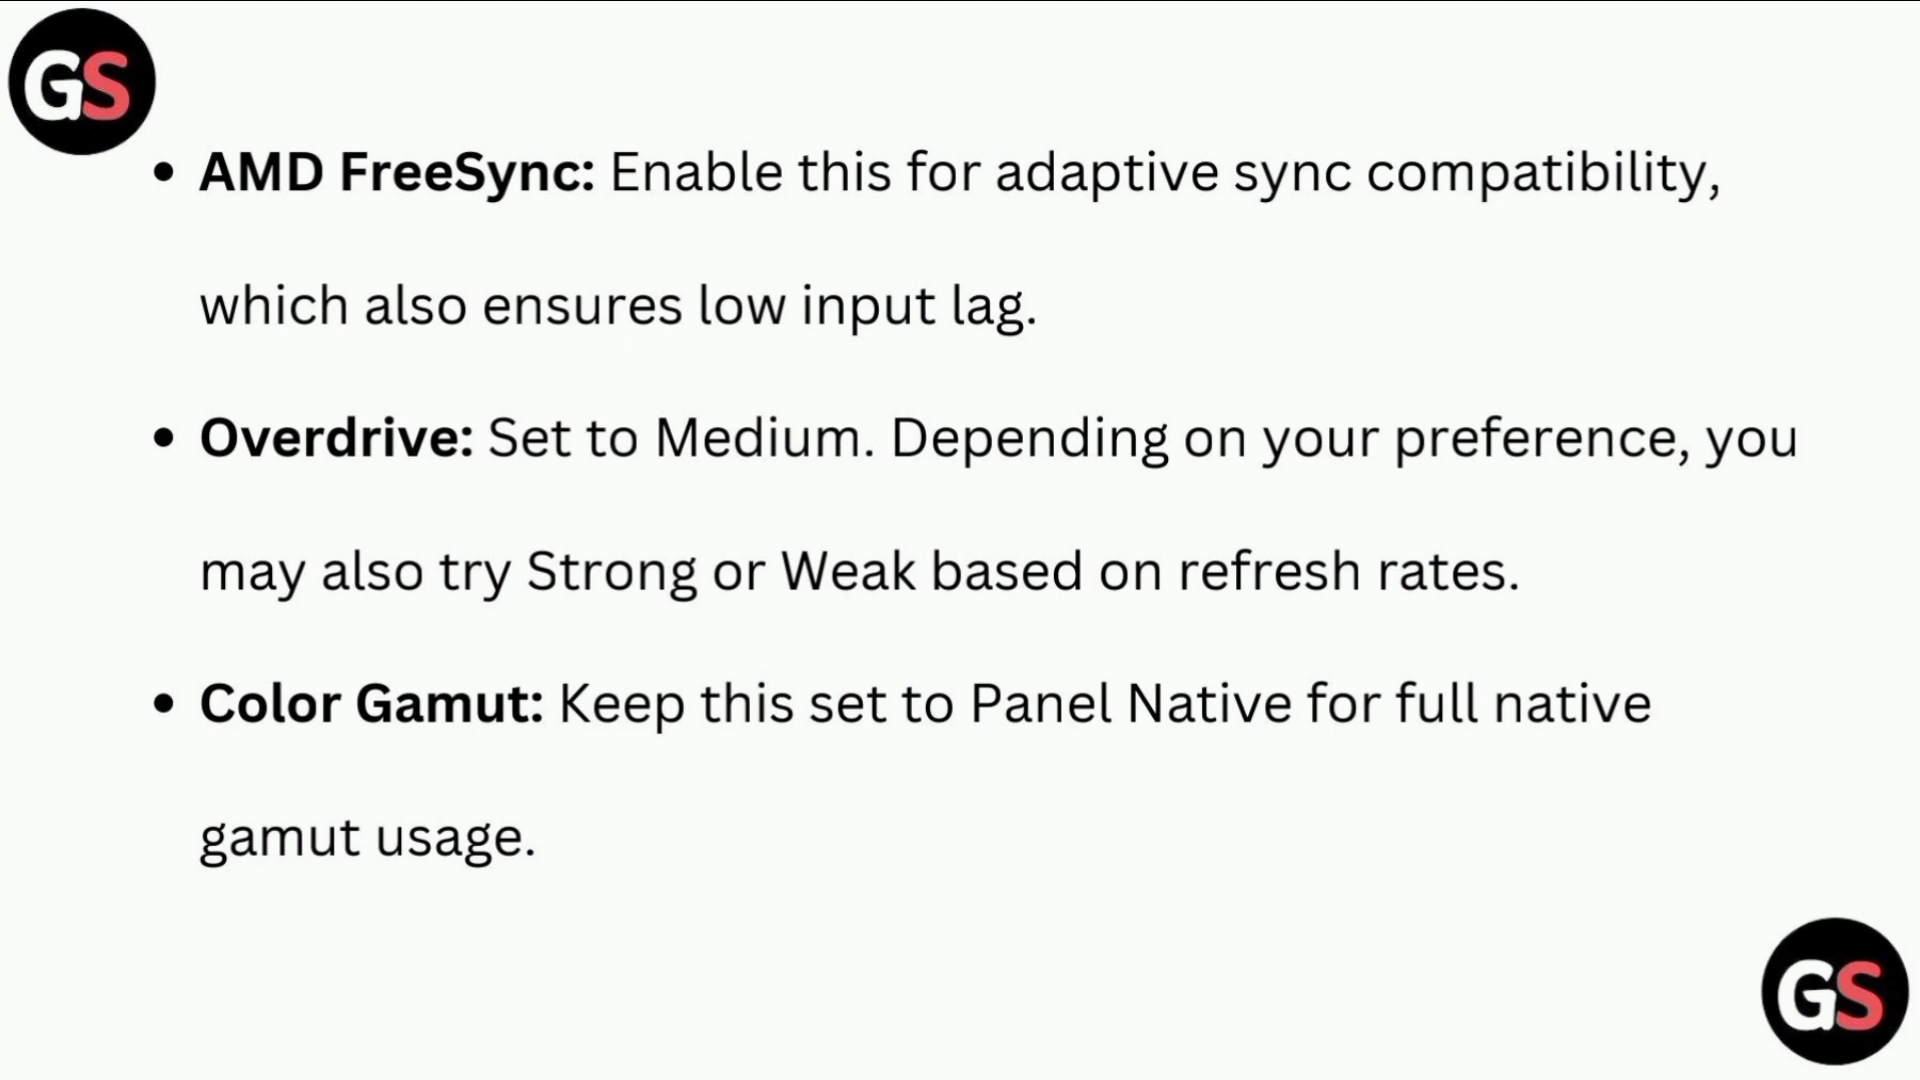 GS
• AMD FreeSync: Enable this for adaptive sync compatibility,
which also ensures low input lag.
• Overdrive: Set to Medium. Depending on your preference, you
may also try Strong or Weak based on refresh rates.
• Color Gamut: Keep this set to Panel Native for full native
gamut usage.
GS